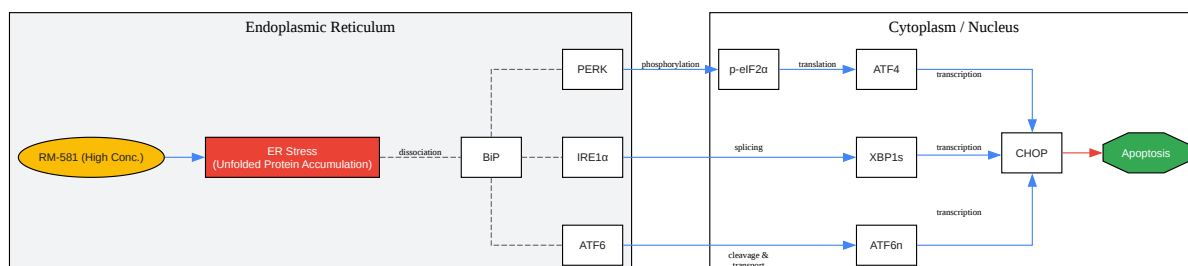 Endoplasmic Reticulum
Cytoplasm / Nucleus
PERK
phosphorylation
p-eIF2α
translation
ATF4
transcription
RM-581 (High Conc.)
ER Stress
(Unfolded Protein Accumulation)
dissociation
BiP
IRE1α
splicing
XBP1s
transcription
CHOP
Apoptosis
transcription
ATF6
cleavage &
transport
ATF6n